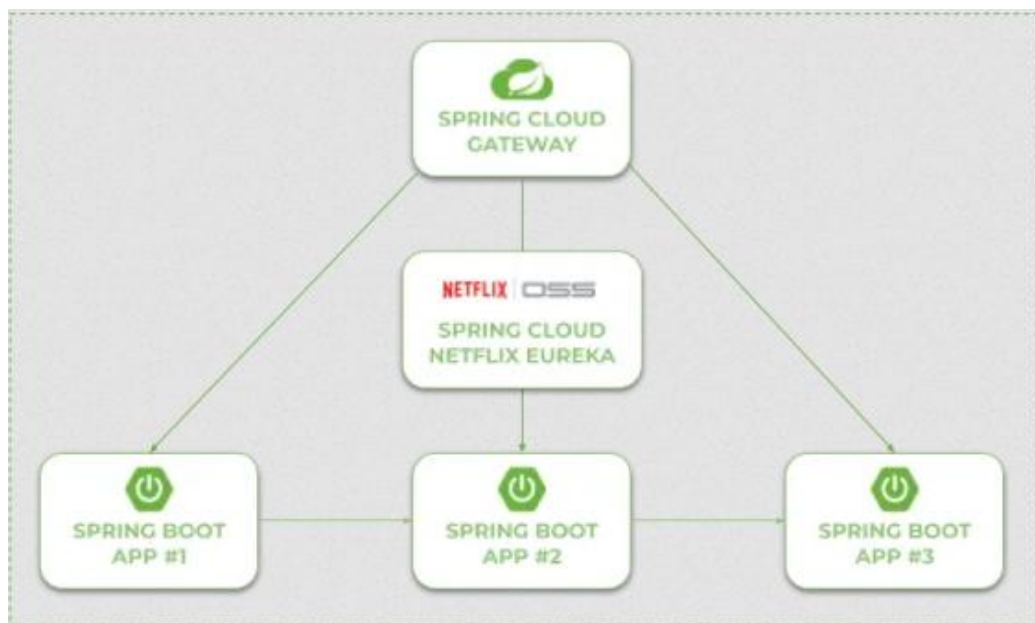 SPRING CLOUD
GATEWAY
NETFLIX OSS
SPRING CLOUD
NETFLIX EUREKA
SPRING BOOT
APP #1
SPRING BOOT
APP #2
SPRING BOOT
APP #3